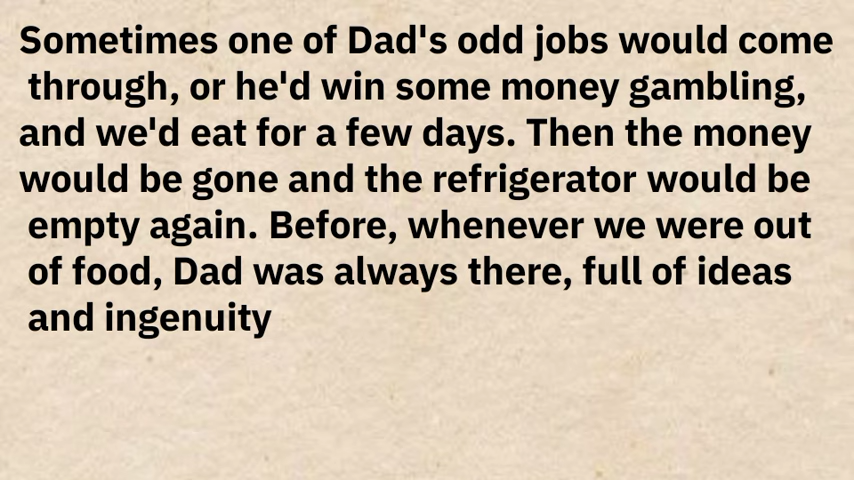 Sometimes one of Dad's odd jobs would come
through, or he'd win some money gambling,
and we'd eat for a few days. Then the money
would be gone and the refrigerator would be
empty again. Before, whenever we were out
of food, Dad was always there, full of ideas
and ingenuity